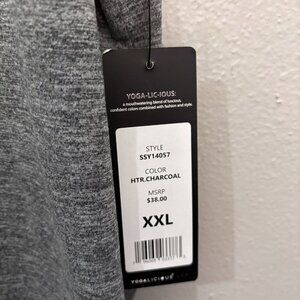 YOGA-LIC-IOUS:
a mouthwatering blend of luscious,
confident colors combined with fashion and style.
STYLE
SSY14057
COLOR
HTR.CHARCOAL
MSRP
$38.00
XXL
YOGALICIOUS